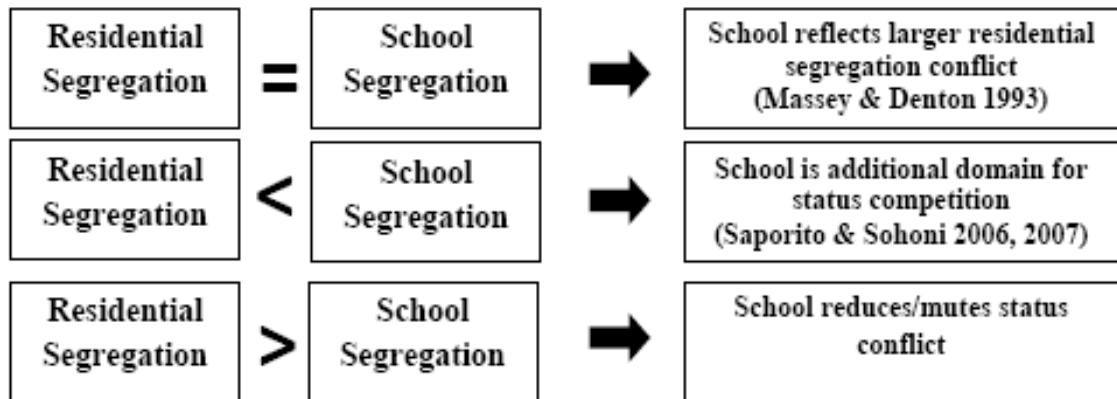 Residential
Segregation
=
School
Segregation
School reflects larger residential
segregation conflict
(Massey & Denton 1993)
Residential
Segregation
<
School
Segregation
School is additional domain for
status competition
(Saporito & Sohoni 2006, 2007)
Residential
Segregation
>
School
Segregation
School reduces/mutes status
conflict